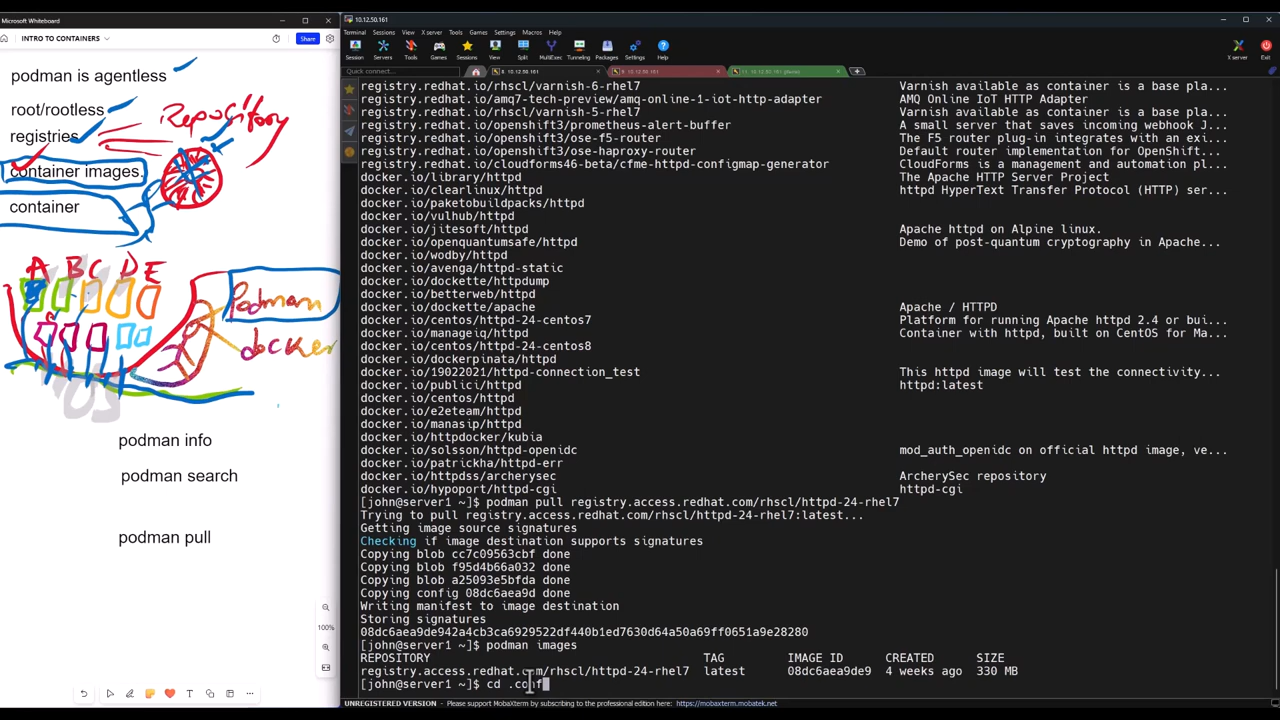 Microsoft Whiteboard
INTRO TO CONTAINERS
Share
podman is agentless
root/rootless
registries
Repository
container images.
container
A B C D E
Podman
docker
OS
podman info
podman search
podman pull
100%
10.12.50.161
Terminal Sessions View X server Tools Games Settings Macros Help
Session Servers Tools Games Sessions View Split MultiExec Tunneling Packages Settings Help
X server Exit
Quick connect...
8. 10.12.50.161
9. 10.12.50.161
registry.redhat.io/rhscl/varnish-6-rhel7 Varnish available as container is a base pla...
registry.redhat.io/amq7-tech-preview/amq-online-1-iot-http-adapter AMQ Online IoT HTTP Adapter
registry.redhat.io/rhscl/varnish-5-rhel7 Varnish available as container is a base pla...
registry.redhat.io/openshift3/prometheus-alert-buffer A small server that saves incoming webhook J...
registry.redhat.io/openshift3/ose-f5-router The F5 router plug-in integrates with an ex...
registry.redhat.io/openshift3/ose-haproxy-router Default router implementation for OpenShift...
registry.redhat.io/cloudforms46-beta/cfme-httpd-configmap-generator CloudForms is a management and automation pl...
docker.io/library/httpd The Apache HTTP Server Project
docker.io/clearlinux/httpd httpd HyperText Transfer Protocol (HTTP) ser...
docker.io/paketobuildpacks/httpd
docker.io/vulhub/httpd
docker.io/jitesoft/httpd Apache httpd on Alpine linux.
docker.io/openquantumsafe/httpd Demo of post-quantum cryptography in Apache...
docker.io/wodby/httpd
docker.io/avenga/httpd-static
docker.io/dockette/httpdump
docker.io/betterweb/httpd
docker.io/dockette/apache Apache / HTTPD
docker.io/centos/httpd-24-centos7 Platform for running Apache httpd 2.4 or bui...
docker.io/manageiq/httpd Container with httpd, built on CentOS for Ma...
docker.io/centos/httpd-24-centos8
docker.io/dockerpinata/httpd
docker.io/19022021/httpd-connection_test This httpd image will test the connectivity...
docker.io/publici/httpd httpd:latest
docker.io/centos/httpd
docker.io/e2eteam/httpd
docker.io/manasip/httpd
docker.io/httpdocker/kubia
docker.io/solsson/httpd-openidc mod_auth_openidc on official httpd image, ve...
docker.io/patrickha/httpd-err
docker.io/httpdss/archerysec ArcherySec repository
docker.io/hypoport/httpd-cgi httpd-cgi
[john@server1 ~]$ podman pull registry.access.redhat.com/rhscl/httpd-24-rhel7
Trying to pull registry.access.redhat.com/rhscl/httpd-24-rhel7:latest...
Getting image source signatures
Checking if image destination supports signatures
Copying blob cc7c09563cbf done
Copying blob f95d4b66a032 done
Copying blob a25093e5bfda done
Copying config 08dc6aea9d done
Writing manifest to image destination
Storing signatures
08dc6aea9de942a4cb3ca6929522df440b1ed7630d64a50a69ff0651a9e28280
[john@server1 ~]$ podman images
REPOSITORY TAG IMAGE ID CREATED SIZE
registry.access.redhat.com/rhscl/httpd-24-rhel7 latest 08dc6aea9de9 4 weeks ago 330 MB
[john@server1 ~]$ cd .conf
UNREGISTERED VERSION - Please support MobaXterm by subscribing to the professional edition here: https://mobaxterm.mobatek.net